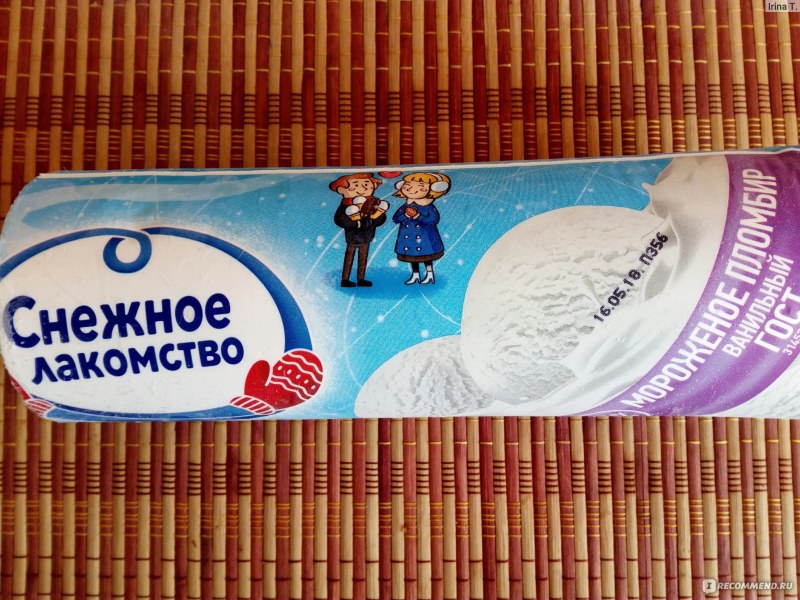 Irina T.
Снежное
лакомство
16.05.18. П356
МОРОЖЕНОЕ ПЛОМБИР
ВАНИЛЬНЫЙ
ГОСТ
RECOMMEND.RU